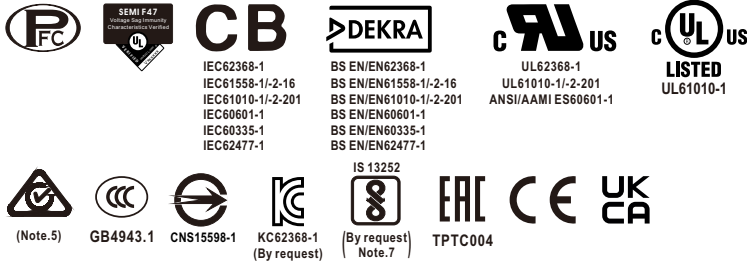 PFC
SEMI F47
Voltage Sag Immunity
Characteristics Verified
UL
VERIFIED
CB
IEC62368-1
IEC61558-1/-2-16
IEC61010-1/-2-201
IEC60601-1
IEC60335-1
IEC62477-1
DEKRA
BS EN/EN62368-1
BS EN/EN61558-1/-2-16
BS EN/EN61010-1/-2-201
BS EN/EN60601-1
BS EN/EN60335-1
BS EN/EN62477-1
c RU US
UL62368-1
UL61010-1/-2-201
ANSI/AAMI ES60601-1
c UL US
LISTED
UL61010-1
(Note.5)
CCC
GB4943.1
CNS15598-1
KC
KC62368-1
(By request)
IS 13252
(By request)
Note.7
EAC
TPTC004
CE
UK
CA